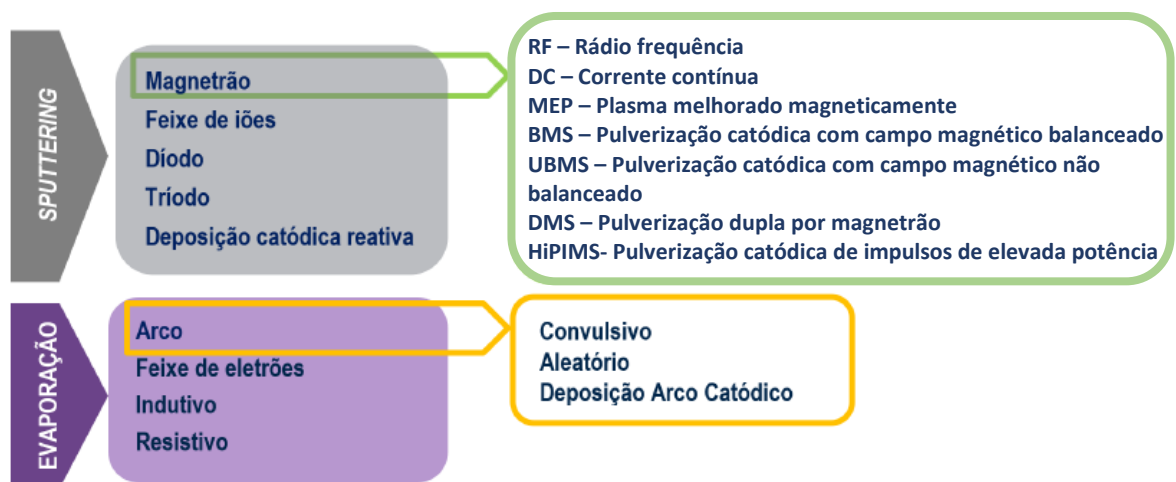 SPUTTERING
Magnetrão
Feixe de iões
Díodo
Tríodo
Deposição catódica reativa
RF – Rádio frequência
DC – Corrente contínua
MEP – Plasma melhorado magneticamente
BMS – Pulverização catódica com campo magnético balanceado
UBMS – Pulverização catódica com campo magnético não
balanceado
DMS – Pulverização dupla por magnetrão
HiPIMS- Pulverização catódica de impulsos de elevada potência
EVAPORAÇÃO
Arco
Feixe de eletrões
Indutivo
Resistivo
Convulsivo
Aleatório
Deposição Arco Catódico